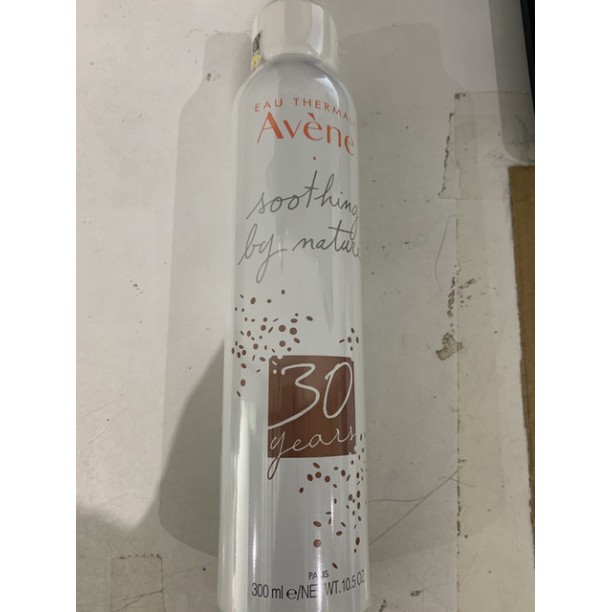 EAU THERMALE
Avène
soothing
by nature
30
years
PARIS
300 ml e/NET WT. 10.5 OZ